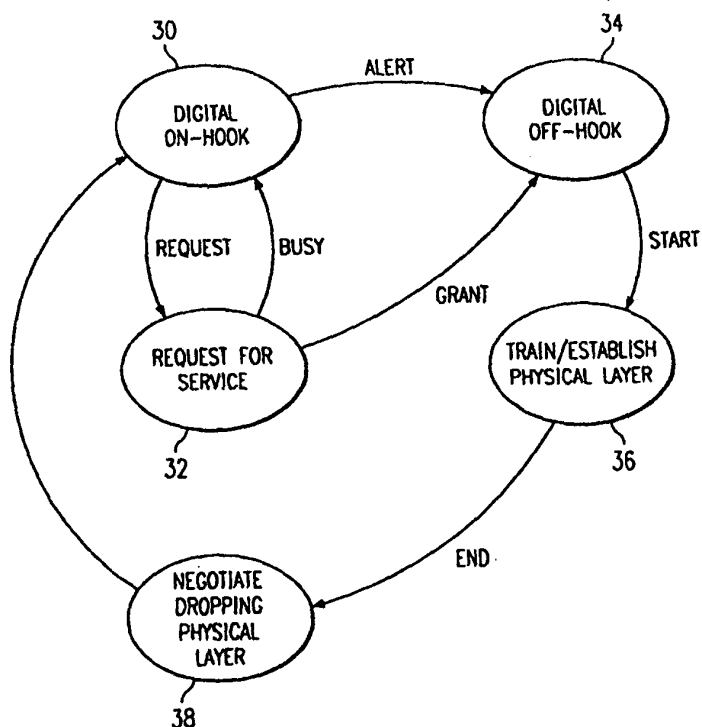 30
34
DIGITAL
ON-HOOK
ALERT
DIGITAL
OFF-HOOK
REQUEST
BUSY
START
GRANT
REQUEST FOR
SERVICE
TRAIN/ESTABLISH
PHYSICAL LAYER
32
36
END
NEGOTIATE
DROPPING
PHYSICAL
LAYER
38